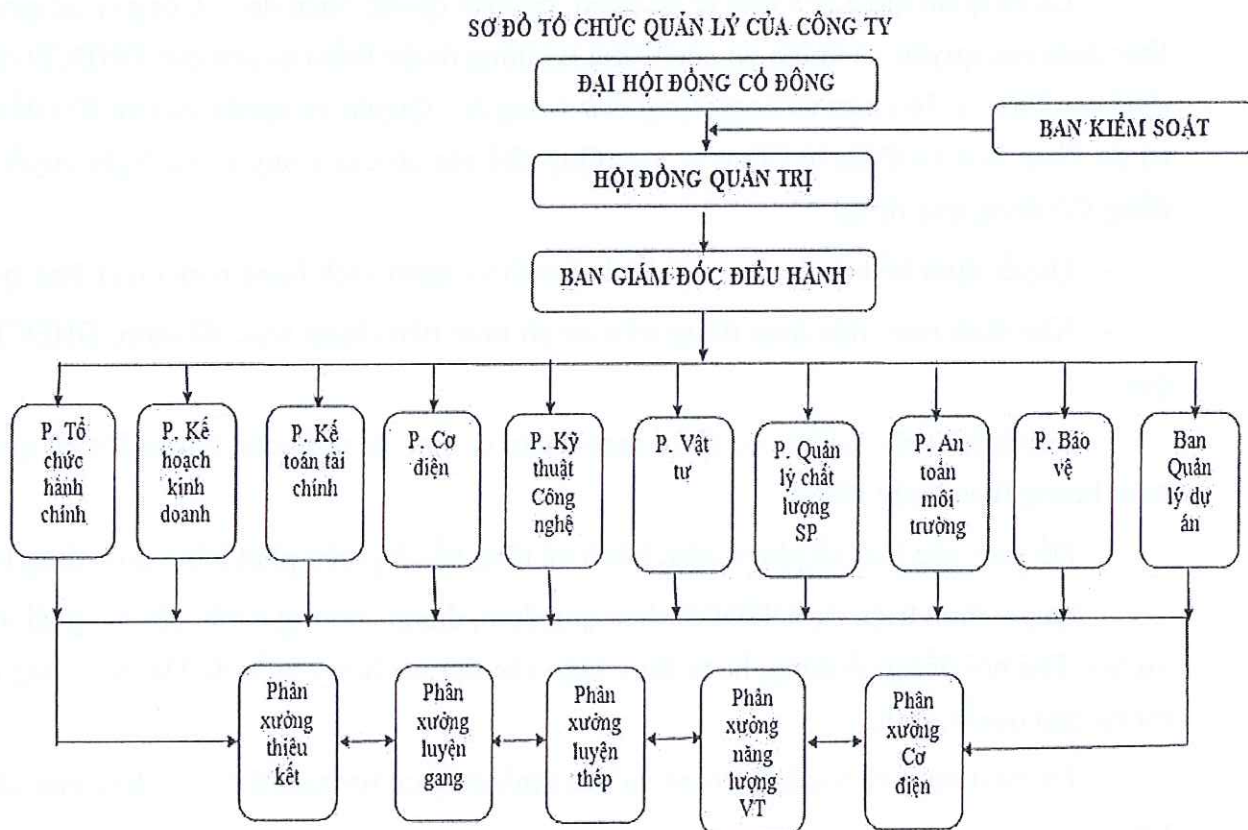 SƠ ĐỒ TỔ CHỨC QUẢN LÝ CỦA CÔNG TY
ĐẠI HỘI ĐỒNG CỔ ĐÔNG
BAN KIỂM SOÁT
HỘI ĐỒNG QUẢN TRỊ
BAN GIÁM ĐỐC ĐIỀU HÀNH
P. Tổ
chức
hành
chính
P. Kế
hoạch
kinh
doanh
P. Kế
toán tài
chính
P. Cơ
điện
P. Kỹ
thuật
Công
nghệ
P. Vật
tư
P. Quản
lý chất
lượng
SP
P. An
toàn
môi
trường
P. Bảo
vệ
Ban
Quản
lý dự
án
Phân
xưởng
thiêu
kết
Phân
xưởng
luyện
gang
Phân
xưởng
luyện
thép
Phân
xưởng
năng
lượng
VT
Phân
xưởng
Cơ
điện